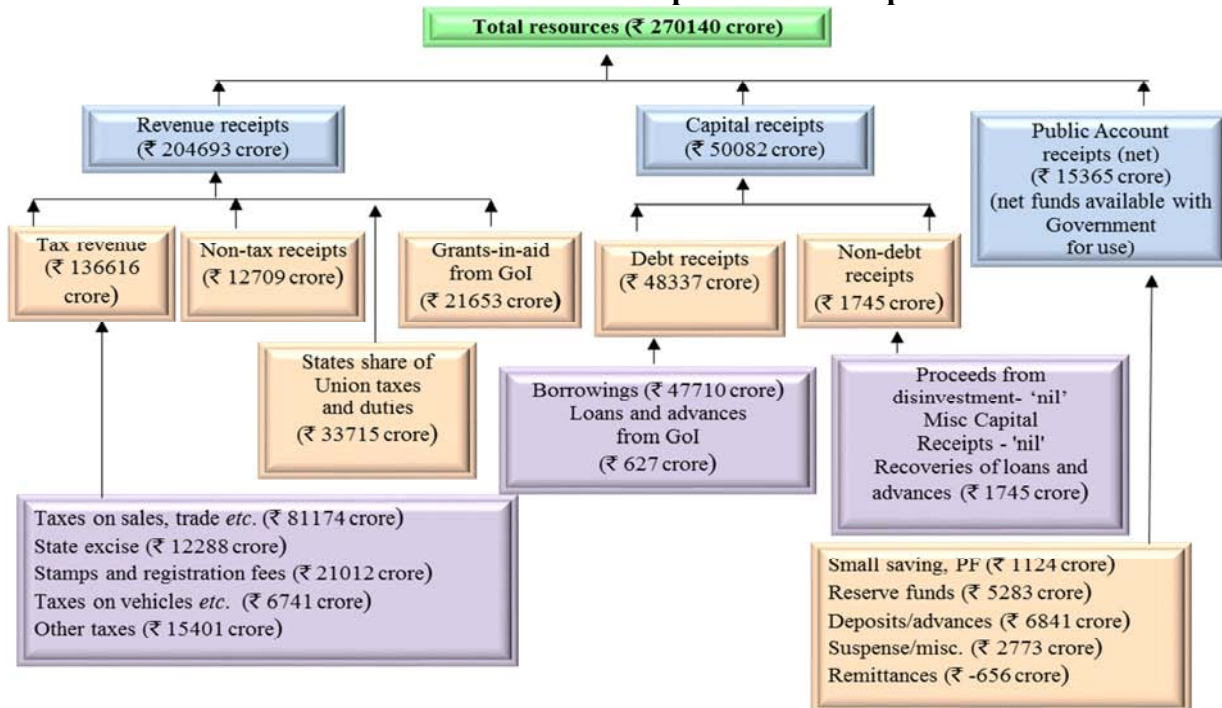 Total resources (₹ 270140 crore)
Revenue receipts
(₹ 204693 crore)
Capital receipts
(₹ 50082 crore)
Public Account
receipts (net)
(₹ 15365 crore)
(net funds available with
Government
for use)
Tax revenue
(₹ 136616
crore)
Non-tax receipts
(₹ 12709 crore)
Grants-in-aid
from GoI
(₹ 21653 crore)
Debt receipts
(₹ 48337 crore)
Non-debt
receipts
(₹ 1745 crore)
States share of
Union taxes
and duties
(₹ 33715 crore)
Borrowings (₹ 47710 crore)
Loans and advances
from GoI
(₹ 627 crore)
Proceeds from
disinvestment- ‘nil’
Misc Capital
Receipts - 'nil'
Recoveries of loans and
advances (₹ 1745 crore)
Taxes on sales, trade etc. (₹ 81174 crore)
State excise (₹ 12288 crore)
Stamps and registration fees (₹ 21012 crore)
Taxes on vehicles etc. (₹ 6741 crore)
Other taxes (₹ 15401 crore)
Small saving, PF (₹ 1124 crore)
Reserve funds (₹ 5283 crore)
Deposits/advances (₹ 6841 crore)
Suspense/misc. (₹ 2773 crore)
Remittances (₹ -656 crore)